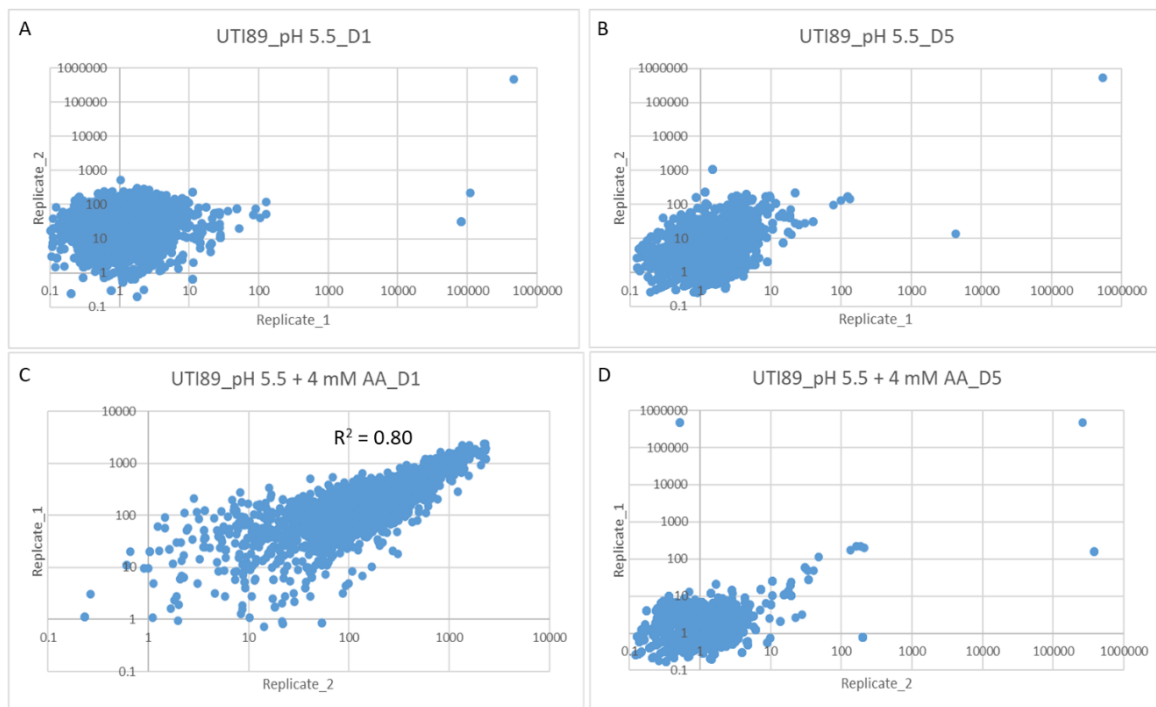 A
UTI89_pH 5.5_D1
1000000
100000
10000
1000
100
10
1
0.1
0.1 1 10 100 1000 10000 100000 1000000
Replicate_2
Replicate_1
B
UTI89_pH 5.5_D5
1000000
100000
10000
1000
100
10
1
0.1
0.1 1 10 100 1000 10000 100000 1000000
Replicate_2
Replicate_1
C
UTI89_pH 5.5 + 4 mM AA_D1
R² = 0.80
10000
1000
100
10
1
0.1
0.1 1 10 100 1000 10000
Replcate_1
Replicate_2
D
UTI89_pH 5.5 + 4 mM AA_D5
1000000
100000
10000
1000
100
10
1
0.1
0.1 1 10 100 1000 10000 100000 1000000
Replicate_1
Replicate_2